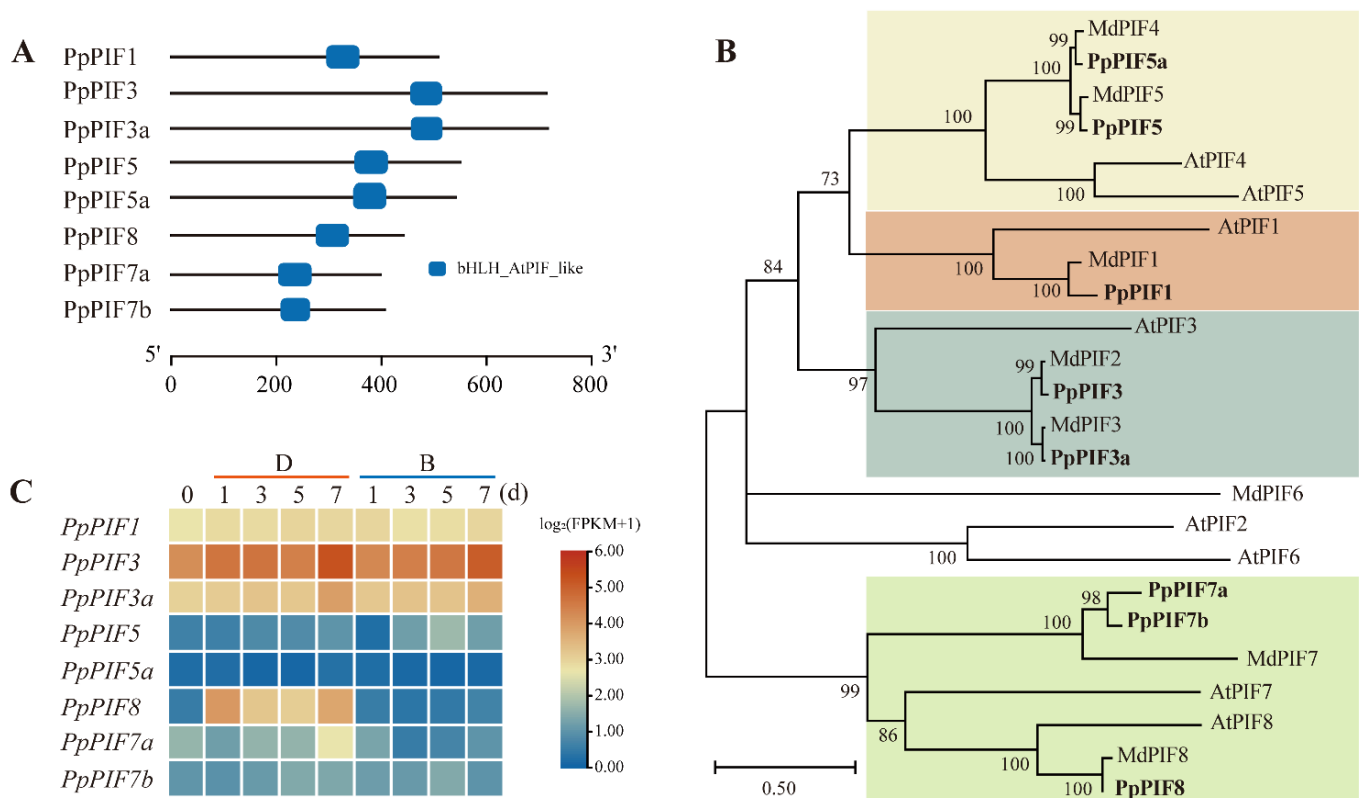 A
PpPIF1
PpPIF3
PpPIF3a
PpPIF5
PpPIF5a
PpPIF8
PpPIF7a
PpPIF7b
bHLH_AtPIF_like
5' 3'
0 200 400 600 800
B
MdPIF4
99
PpPIF5a
100
MdPIF5
99 PpPIF5
100
AtPIF4
100
AtPIF5
73
AtPIF1
MdPIF1
100
100 PpPIF1
84
AtPIF3
MdPIF2
99
PpPIF3
97
MdPIF3
100
100 PpPIF3a
MdPIF6
AtPIF2
100
AtPIF6
PpPIF7a
98
PpPIF7b
100
MdPIF7
99
AtPIF7
AtPIF8
86
MdPIF8
100
100 PpPIF8
0.50
C
D B
0 1 3 5 7 1 3 5 7 (d)
PpPIF1
PpPIF3
PpPIF3a
PpPIF5
PpPIF5a
PpPIF8
PpPIF7a
PpPIF7b
log₂(FPKM+1)
6.00
5.00
4.00
3.00
2.00
1.00
0.00